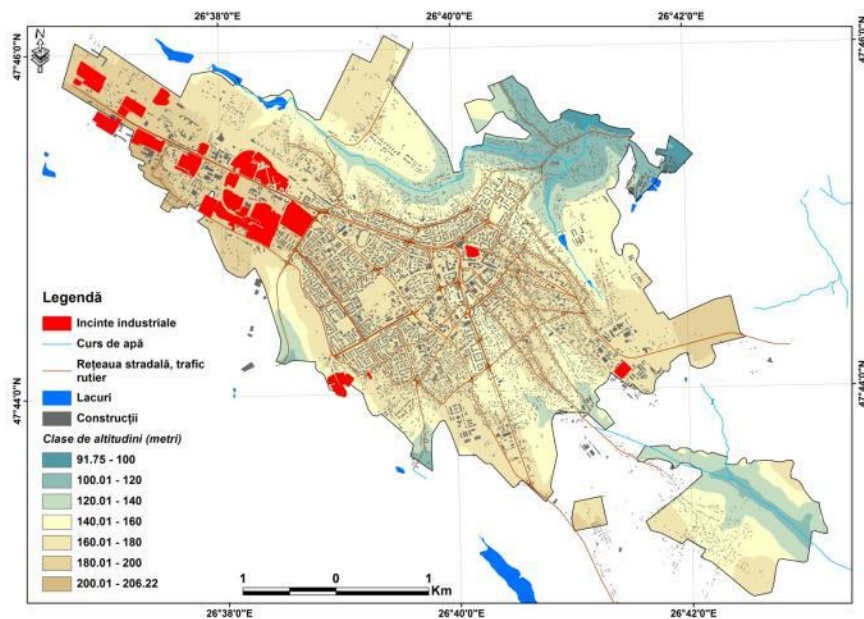 26°38'0"E
26°40'0"E
26°42'0"E
N
47°46'0"N
47°46'0"N
Legendă
Incinte industriale
Curs de apă
Rețeaua stradală, trafic
rutier
Lacuri
Construcții
Clase de altitudini (metri)
91.75 - 100
100.01 - 120
120.01 - 140
140.01 - 160
160.01 - 180
180.01 - 200
200.01 - 206.22
47°44'0"N
47°44'0"N
1 0 1
Km
26°38'0"E
26°40'0"E
26°42'0"E